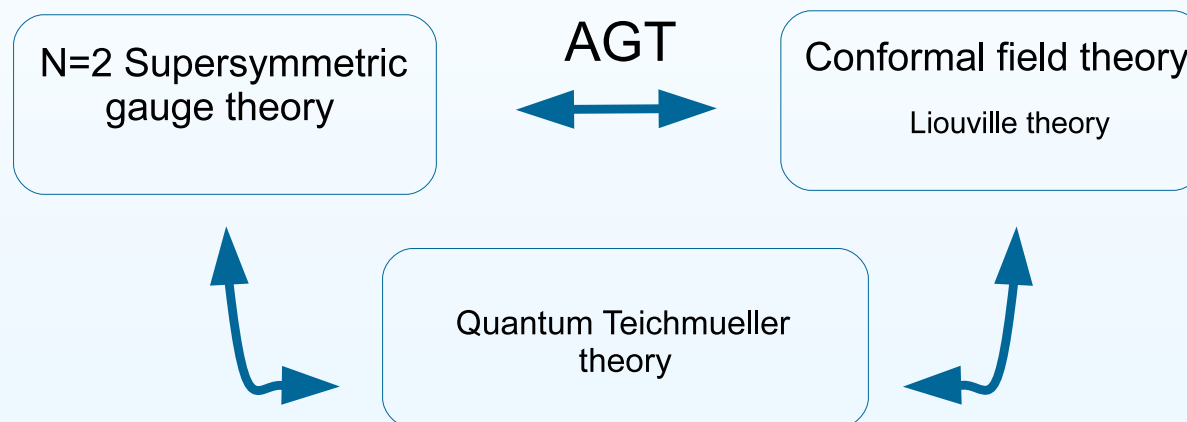 N=2 Supersymmetric
gauge theory
AGT
Conformal field theory
Liouville theory
Quantum Teichmueller
theory